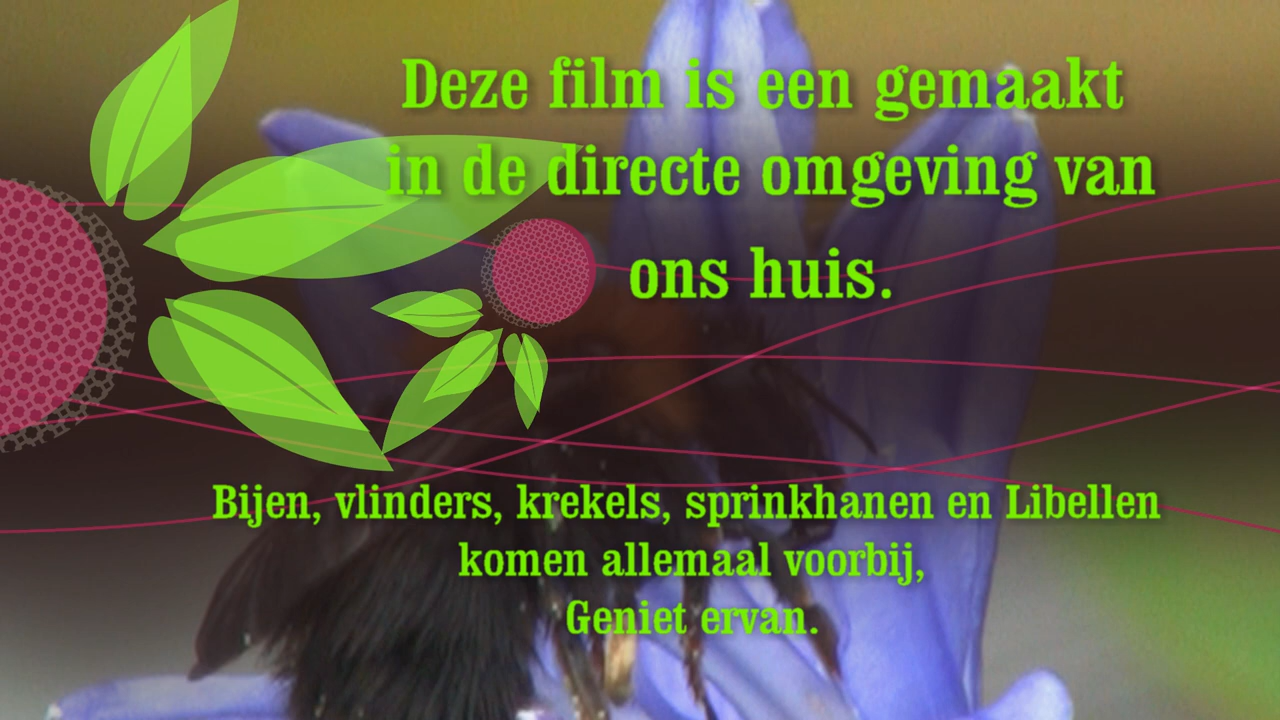 Deze film is een gemaakt
in de directe omgeving van
ons huis.
Bijen, vlinders, krekels, sprinkhanen en Libellen
komen allemaal voorbij,
Geniet ervan.